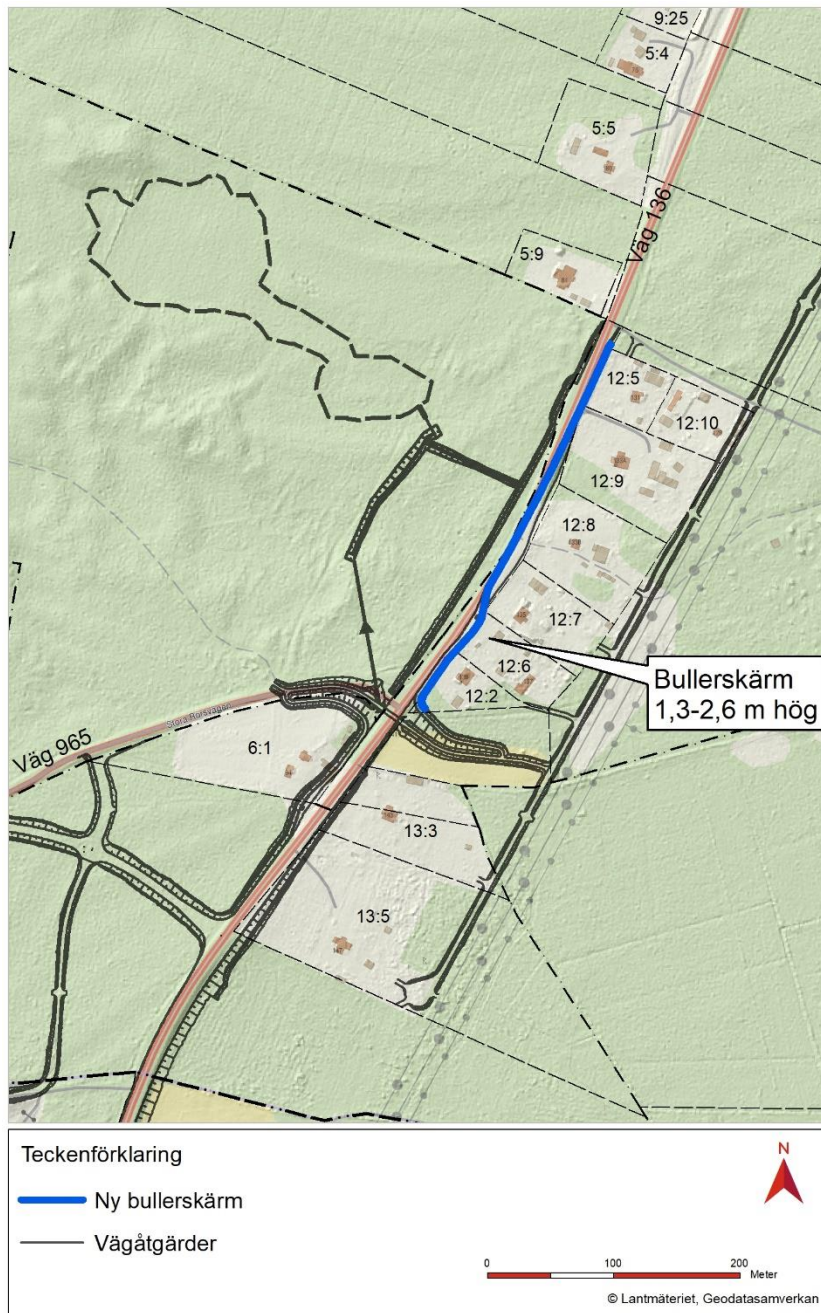 9:25
5:4
5:5
Väg 136
5:9
12:5
12:10
12:9
12:8
12:7
12:6
12:2
Bullerskärm
1,3-2,6 m hög
Stora Rörsvägen
Väg 965
6:1
13:3
13:5
Teckenförklaring
Ny bullerskärm
Vägåtgärder
N
0 100 200
Meter
© Lantmäteriet, Geodatasamverkan